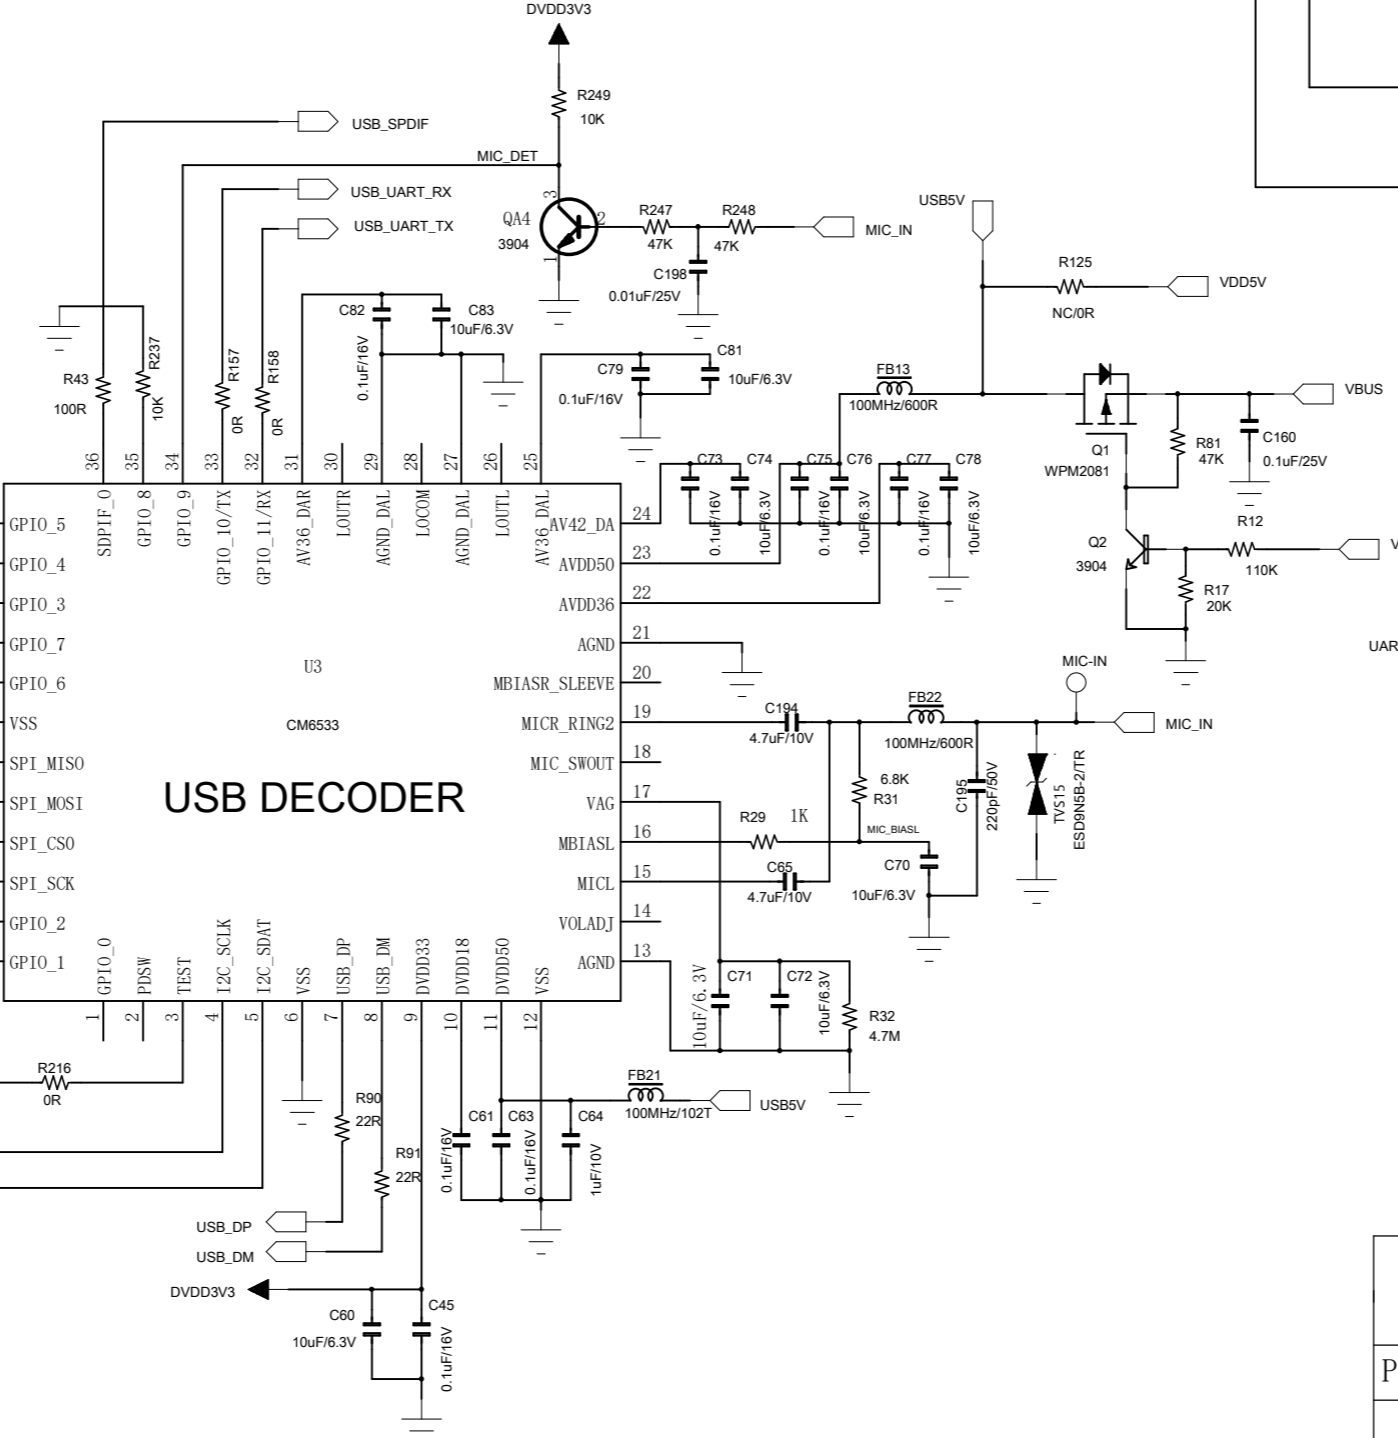 DVDD3V3
R249
10K
USB_SPDIF
MIC_DET
USB_UART_RX
USB_UART_TX
QA4
3904
3
2
1
R247
47K
R248
47K
MIC_IN
C198
0.01uF/25V
USB5V
R125
NC/0R
VDD5V
R43
100R
R237
10K
R157
0R
R158
0R
C82
0.1uF/16V
C83
10uF/6.3V
C79
0.1uF/16V
C81
10uF/6.3V
FB13
100MHz/600R
Q1
WPM2081
R81
47K
C160
0.1uF/25V
VBUS
36
35
34
33
32
31
30
29
28
27
26
25
SDPIF_O
GPIO_8
GPIO_9
GPIO_10/TX
GPIO_11/RX
AV36_DAR
LOUTR
AGND_DAL
LOCOM
AGND_DAL
LOUTL
AV36_DAL
C73
0.1uF/16V
C74
10uF/6.3V
C75
0.1uF/16V
C76
10uF/6.3V
C77
0.1uF/16V
C78
10uF/6.3V
Q2
3904
R12
110K
R17
20K
V
UAR
GPIO_5
GPIO_4
GPIO_3
GPIO_7
GPIO_6
VSS
SPI_MISO
SPI_MOSI
SPI_CSO
SPI_SCK
GPIO_2
GPIO_1
U3
CM6533
USB DECODER
AV42_DA 24
AVDD50 23
AVDD36 22
AGND 21
MBIASR_SLEEVE 20
MICR_RING2 19
MIC_SWOUT 18
VAG 17
MBIASL 16
MICL 15
VOLADJ 14
AGND 13
C194
4.7uF/10V
FB22
100MHz/600R
MIC-IN
MIC_IN
6.8K
R31
R29
1K
MIC_BIASL
C195
220pF/50V
TVS15
ESD9N5B-2/TR
C65
4.7uF/10V
C70
10uF/6.3V
GPIO_0
PDSW
TEST
I2C_SCLK
I2C_SDAT
VSS
USB_DP
USB_DM
DVDD33
DVDD18
DVDD50
VSS
1
2
3
4
5
6
7
8
9
10
11
12
10uF/6.3V
C71
C72
10uF/6.3V
R32
4.7M
R216
0R
R90
22R
R91
22R
FB21
100MHz/102T
USB5V
C61
0.1uF/16V
C63
0.1uF/16V
C64
1uF/10V
USB_DP
USB_DM
DVDD3V3
C60
10uF/6.3V
C45
0.1uF/16V
P